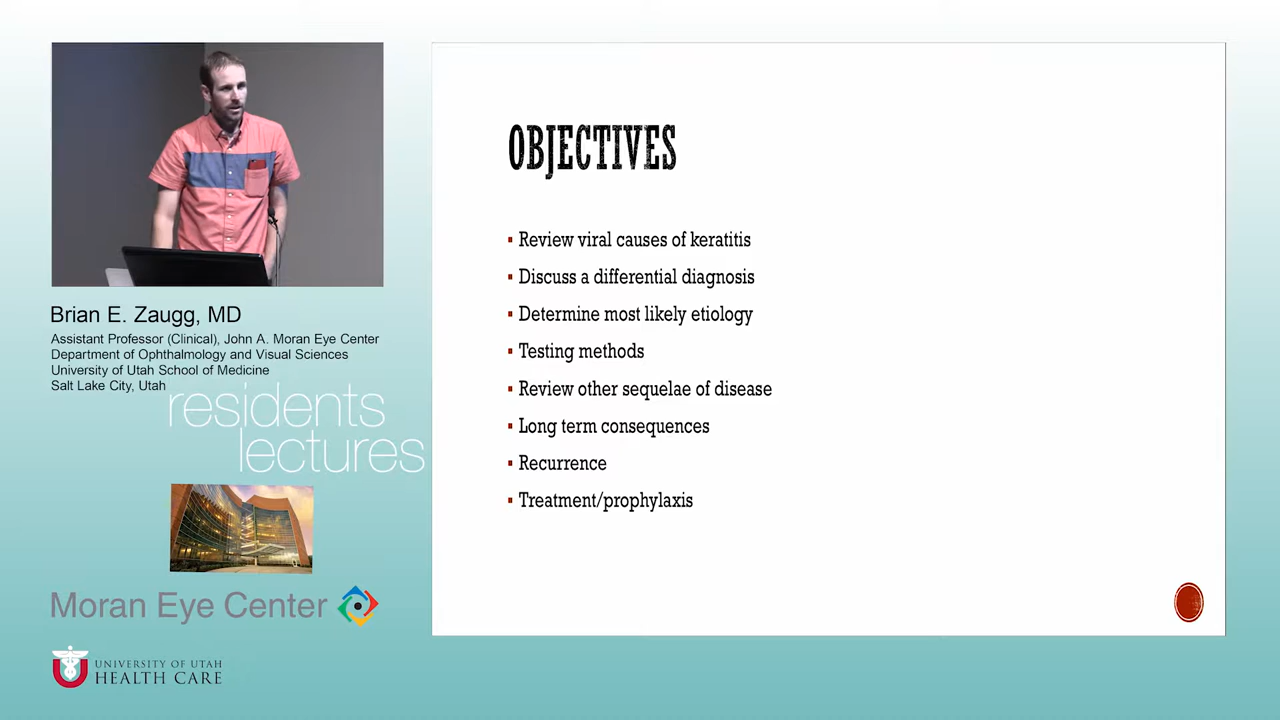 OBJECTIVES
▪ Review viral causes of keratitis
▪ Discuss a differential diagnosis
▪ Determine most likely etiology
▪ Testing methods
▪ Review other sequelae of disease
▪ Long term consequences
▪ Recurrence
▪ Treatment/prophylaxis
Brian E. Zaugg, MD
Assistant Professor (Clinical), John A. Moran Eye Center
Department of Ophthalmology and Visual Sciences
University of Utah School of Medicine
Salt Lake City, Utah
residents
lectures
Moran Eye Center
UNIVERSITY OF UTAH
HEALTH CARE